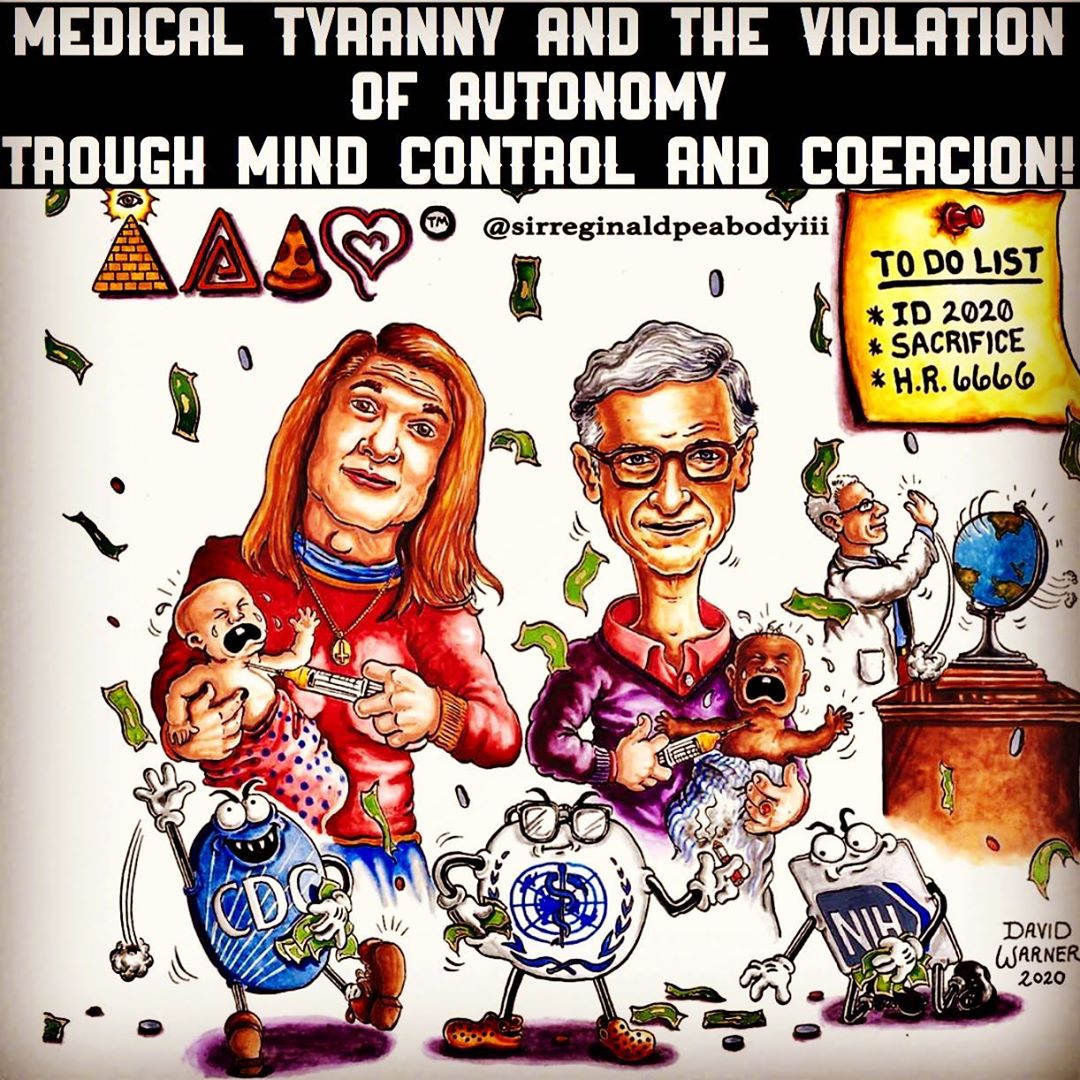 MEDICAL TYRANNY AND THE VIOLATION
OF AUTONOMY
TROUGH MIND CONTROL AND COERCION!
TM
@sirreginaldpeabodyiii
TO DO LIST
* ID 2020
* SACRIFICE
* H.R. 6666
CDC
NIH
DAVID
WARNER
2020